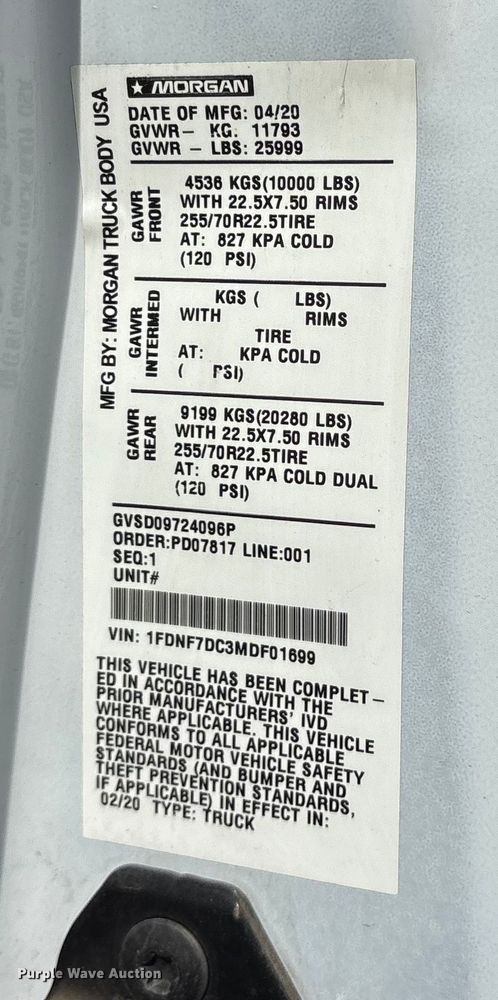 ★ MORGAN
MFG BY: MORGAN TRUCK BODY USA
DATE OF MFG: 04/20
GVWR- KG. 11793
GVWR - LBS: 25999
GAWR FRONT
4536 KGS(10000 LBS)
WITH 22.5X7.50 RIMS
255/70R22.5TIRE
AT: 827 KPA COLD
(120 PSI)
GAWR INTERMED
KGS ( LBS)
WITH RIMS
TIRE
AT: KPA COLD
( PSI)
GAWR REAR
9199 KGS(20280 LBS)
WITH 22.5X7.50 RIMS
255/70R22.5TIRE
AT: 827 KPA COLD DUAL
(120 PSI)
GVSD09724096P
ORDER:PD07817 LINE:001
SEQ:1
UNIT#
VIN: 1FDNF7DC3MDF01699
THIS VEHICLE HAS BEEN COMPLET-
ED IN ACCORDANCE WITH THE
PRIOR MANUFACTURERS' IVD
WHERE APPLICABLE. THIS VEHICLE
CONFORMS TO ALL APPLICABLE
FEDERAL MOTOR VEHICLE SAFETY
STANDARDS (AND BUMPER AND
THEFT PREVENTION STANDARDS,
IF APPLICABLE) IN EFFECT IN:
02/20 TYPE: TRUCK
Purple Wave Auction